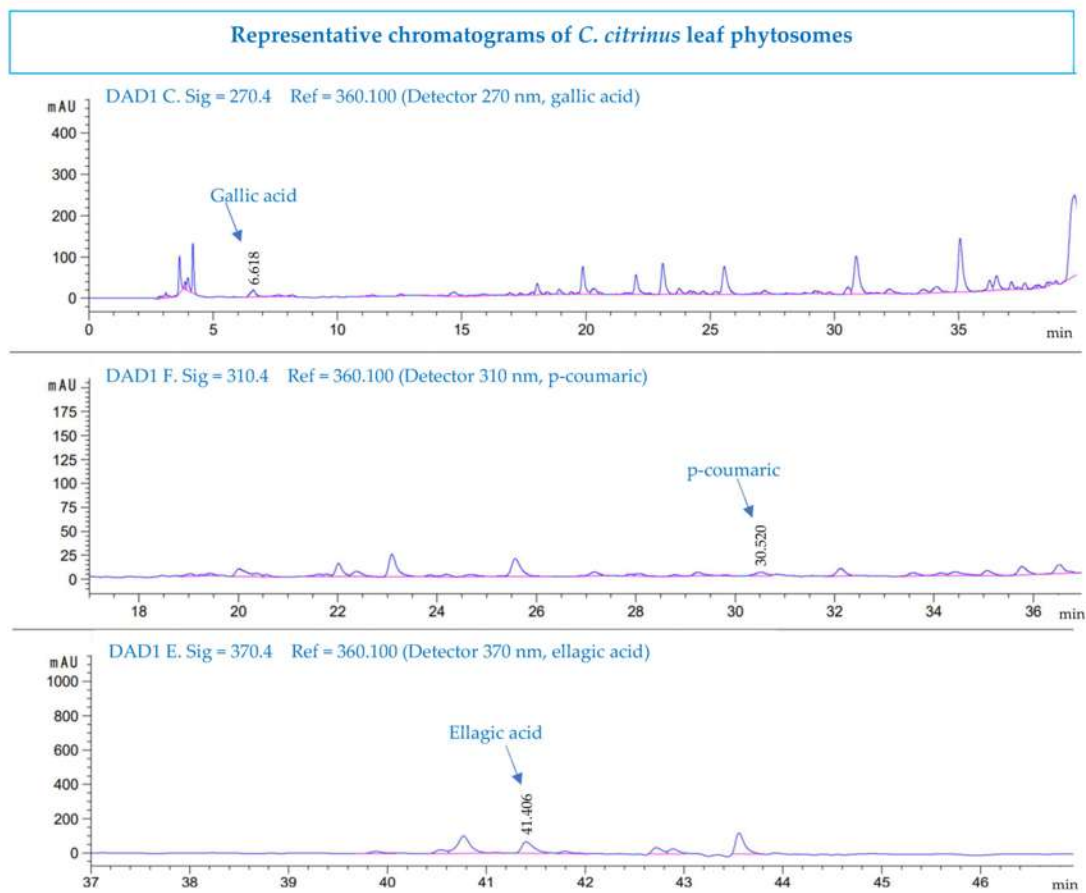 Representative chromatograms of C. citrinus leaf phytosomes
DAD1 C. Sig = 270.4 Ref = 360.100 (Detector 270 nm, gallic acid)
mAU
400
300
200
100
0
Gallic acid
6.618
0 5 10 15 20 25 30 35 min
DAD1 F. Sig = 310.4 Ref = 360.100 (Detector 310 nm, p-coumaric)
mAU
175
150
125
100
75
50
25
0
p-coumaric
30.520
18 20 22 24 26 28 30 32 34 36 min
DAD1 E. Sig = 370.4 Ref = 360.100 (Detector 370 nm, ellagic acid)
mAU
1000
800
600
400
200
0
Ellagic acid
41.406
37 38 39 40 41 42 43 44 45 46 min